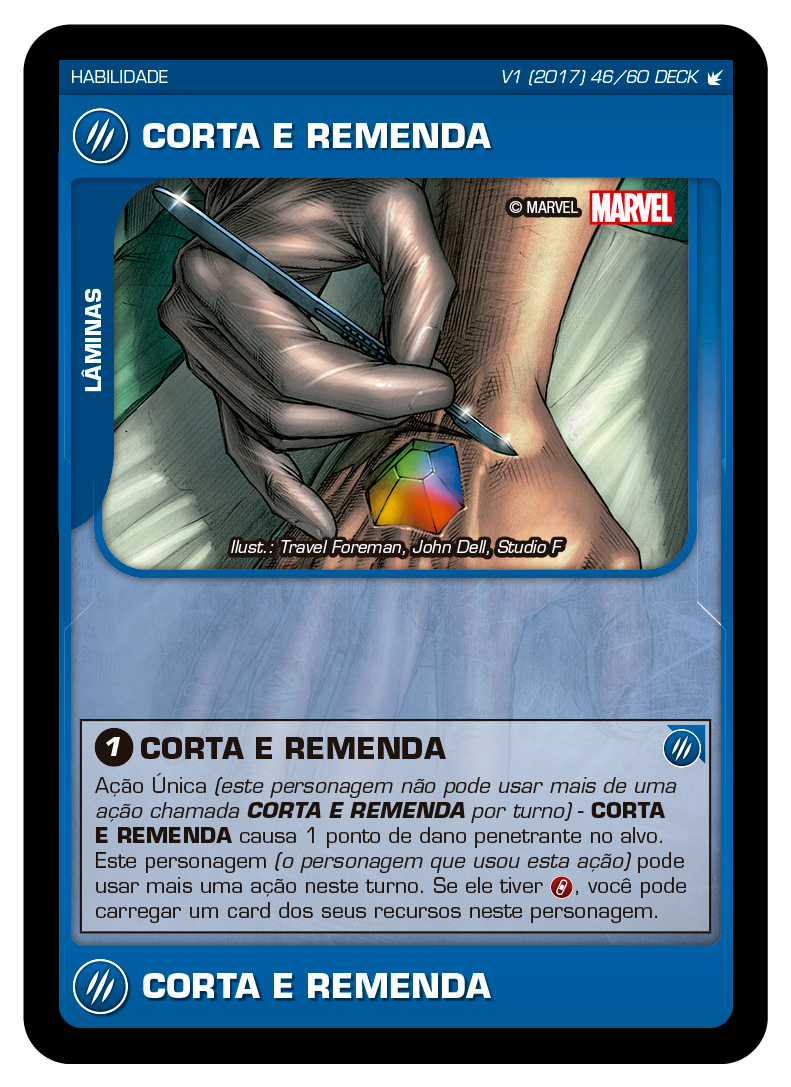 HABILIDADE
V1 (2017) 46/60 DECK
CORTA E REMENDA
LÂMINAS
© MARVEL
MARVEL
Ilust.: Travel Foreman, John Dell, Studio F
1 CORTA E REMENDA
Ação Única (este personagem não pode usar mais de uma
ação chamada CORTA E REMENDA por turno) - CORTA
E REMENDA causa 1 ponto de dano penetrante no alvo.
Este personagem (o personagem que usou esta ação) pode
usar mais uma ação neste turno. Se ele tiver , você pode
carregar um card dos seus recursos neste personagem.
CORTA E REMENDA